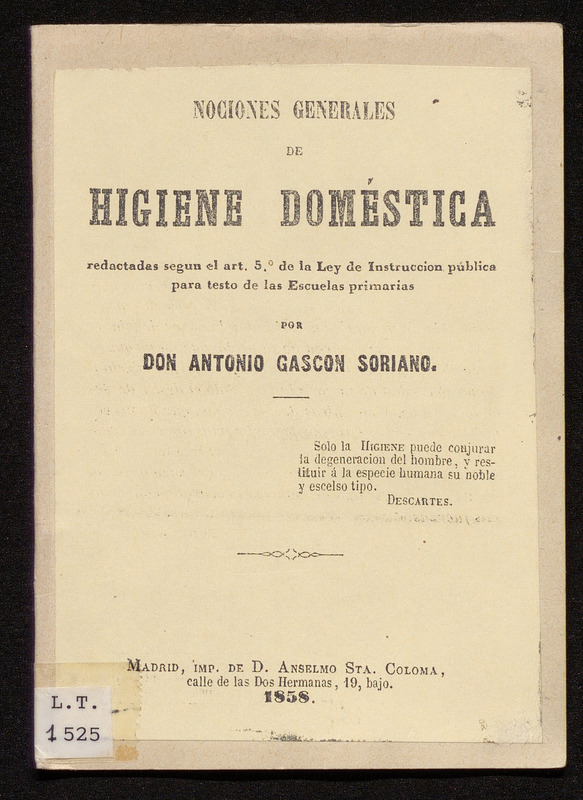 NOCIONES GENERALES
DE
HIGIENE DOMÉSTICA
redactadas segun el art. 5.º de la Ley de Instruccion pública
para testo de las Escuelas primarias
POR
DON ANTONIO GASCON SORIANO.
Solo la HIGIENE puede conjurar
la degeneracion del hombre, y res-
tituir á la especie humana su noble
y escelso tipo.
DESCARTES.
MADRID, IMP. DE D. ANSELMO STA. COLOMA,
calle de las Dos Hermanas, 19, bajo.
1858.
L.T.
1525